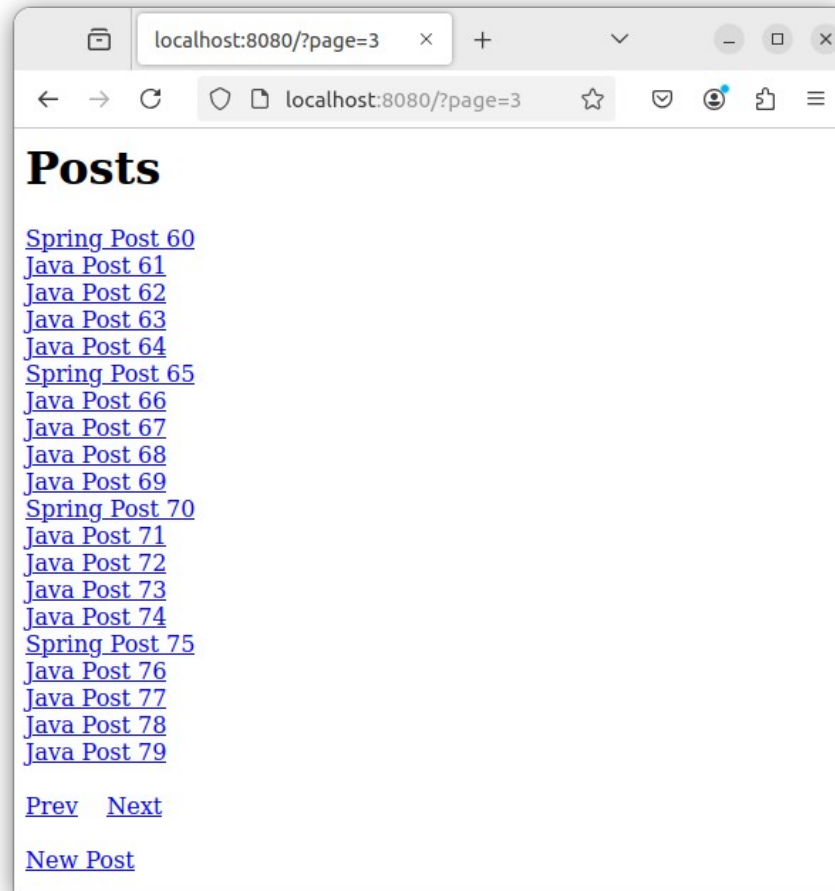 localhost:8080/?page=3
localhost:8080/?page=3
Posts
Spring Post 60
Java Post 61
Java Post 62
Java Post 63
Java Post 64
Spring Post 65
Java Post 66
Java Post 67
Java Post 68
Java Post 69
Spring Post 70
Java Post 71
Java Post 72
Java Post 73
Java Post 74
Spring Post 75
Java Post 76
Java Post 77
Java Post 78
Java Post 79
Prev Next
New Post